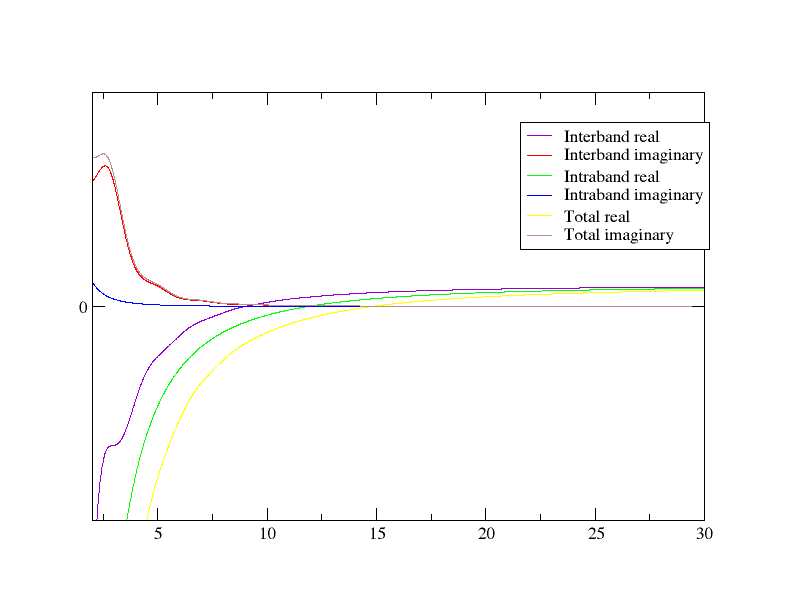 Interband real
Interband imaginary
Intraband real
Intraband imaginary
Total real
Total imaginary
0
5 10 15 20 25 30